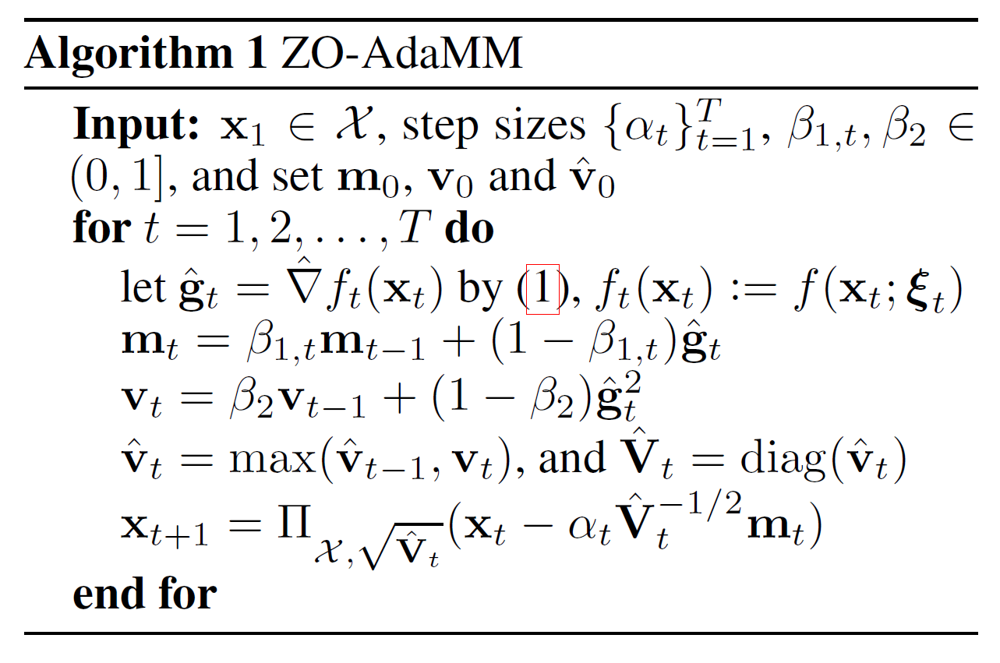 Algorithm 1 ZO-AdaMM
Input: $\mathbf{x}_1 \in \mathcal{X}$, step sizes $\{\alpha_t\}_{t=1}^T$, $\beta_{1,t}, \beta_2 \in$
$(0, 1]$, and set $\mathbf{m}_0$, $\mathbf{v}_0$ and $\hat{\mathbf{v}}_0$
for $t = 1, 2, \ldots, T$ do
let $\hat{\mathbf{g}}_t = \hat{\nabla} f_t(\mathbf{x}_t)$ by (1), $f_t(\mathbf{x}_t) := f(\mathbf{x}_t; \boldsymbol{\xi}_t)$
$\mathbf{m}_t = \beta_{1,t}\mathbf{m}_{t-1} + (1 - \beta_{1,t})\hat{\mathbf{g}}_t$
$\mathbf{v}_t = \beta_2 \mathbf{v}_{t-1} + (1 - \beta_2)\hat{\mathbf{g}}_t^2$
$\hat{\mathbf{v}}_t = \max(\hat{\mathbf{v}}_{t-1}, \mathbf{v}_t)$, and $\hat{\mathbf{V}}_t = \mathrm{diag}(\hat{\mathbf{v}}_t)$
$\mathbf{x}_{t+1} = \Pi_{\mathcal{X}, \sqrt{\hat{\mathbf{V}}_t}}(\mathbf{x}_t - \alpha_t \hat{\mathbf{V}}_t^{-1/2} \mathbf{m}_t)$
end for